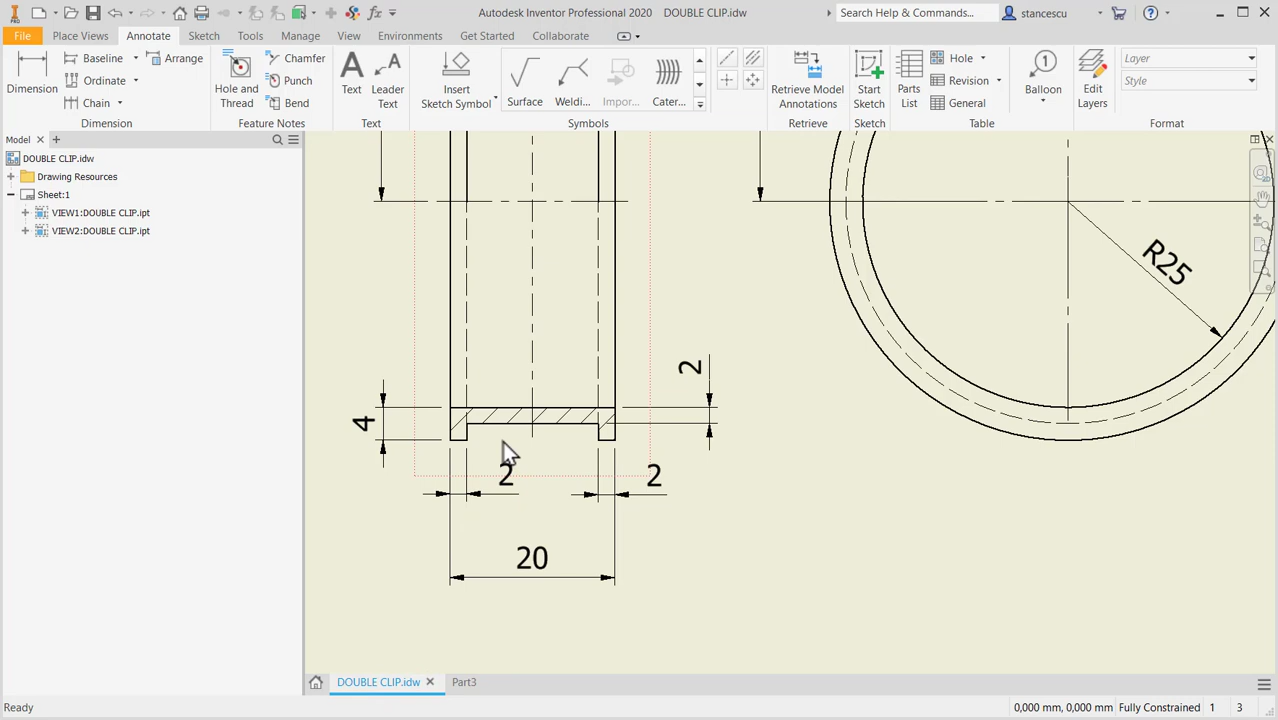 PRO
Autodesk Inventor Professional 2020 DOUBLE CLIP.idw
Search Help & Commands...
stancescu
File Place Views Annotate Sketch Tools Manage View Environments Get Started Collaborate
Dimension
Baseline
Ordinate
Chain
Arrange
Dimension
Hole and
Thread
Chamfer
Punch
Bend
Feature Notes
Text
Leader
Text
Text
Insert
Sketch Symbol
Surface
Weldi...
Impor...
Cater...
Symbols
Retrieve Model
Annotations
Retrieve
Start
Sketch
Sketch
Parts
List
Hole
Revision
General
Table
Balloon
Edit
Layers
Layer
Style
Format
Model
DOUBLE CLIP.idw
Drawing Resources
Sheet:1
VIEW1:DOUBLE CLIP.ipt
VIEW2:DOUBLE CLIP.ipt
R25
2
4
2
2
20
DOUBLE CLIP.idw
Part3
Ready
0,000 mm, 0,000 mm Fully Constrained 1 3